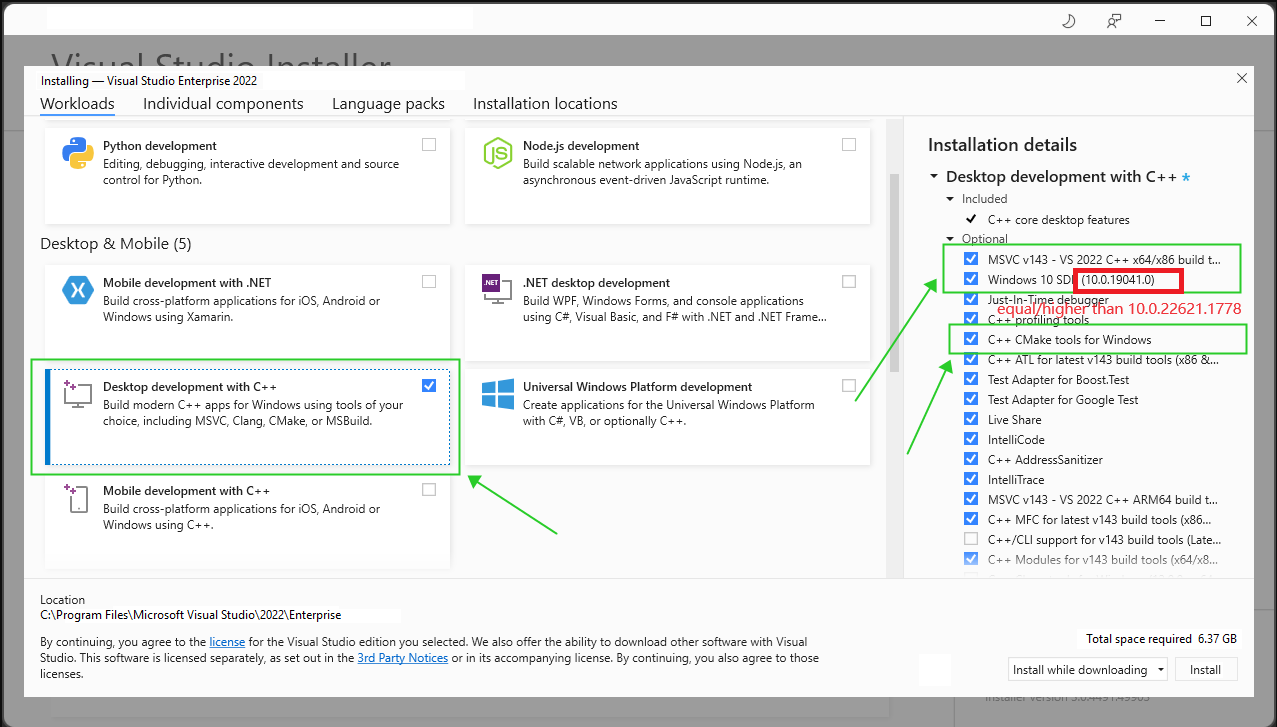 Visual Studio Installer
Installing — Visual Studio Enterprise 2022
Workloads Individual components Language packs Installation locations
Python development
Editing, debugging, interactive development and source
control for Python.
Node.js development
Build scalable network applications using Node.js, an
asynchronous event-driven JavaScript runtime.
Desktop & Mobile (5)
Mobile development with .NET
Build cross-platform applications for iOS, Android or
Windows using Xamarin.
.NET desktop development
Build WPF, Windows Forms, and console applications
using C#, Visual Basic, and F# with .NET and .NET Frame...
Desktop development with C++
Build modern C++ apps for Windows using tools of your
choice, including MSVC, Clang, CMake, or MSBuild.
Universal Windows Platform development
Create applications for the Universal Windows Platform
with C#, VB, or optionally C++.
Mobile development with C++
Build cross-platform applications for iOS, Android or
Windows using C++.
Installation details
Desktop development with C++ *
Included
C++ core desktop features
Optional
MSVC v143 - VS 2022 C++ x64/x86 build t...
Windows 10 SDK (10.0.19041.0)
Just-In-Time debugger
equal/higher than 10.0.22621.1778
C++ profiling tools
C++ CMake tools for Windows
C++ ATL for latest v143 build tools (x86 &...
Test Adapter for Boost.Test
Test Adapter for Google Test
Live Share
IntelliCode
C++ AddressSanitizer
IntelliTrace
MSVC v143 - VS 2022 C++ ARM64 build t...
C++ MFC for latest v143 build tools (x86...
C++/CLI support for v143 build tools (Late...
C++ Modules for v143 build tools (x64/x8...
Location
C:\Program Files\Microsoft Visual Studio\2022\Enterprise
By continuing, you agree to the license for the Visual Studio edition you selected. We also offer the ability to download other software with Visual
Studio. This software is licensed separately, as set out in the 3rd Party Notices or in its accompanying license. By continuing, you also agree to those
licenses.
Total space required 6.37 GB
Install while downloading
Install